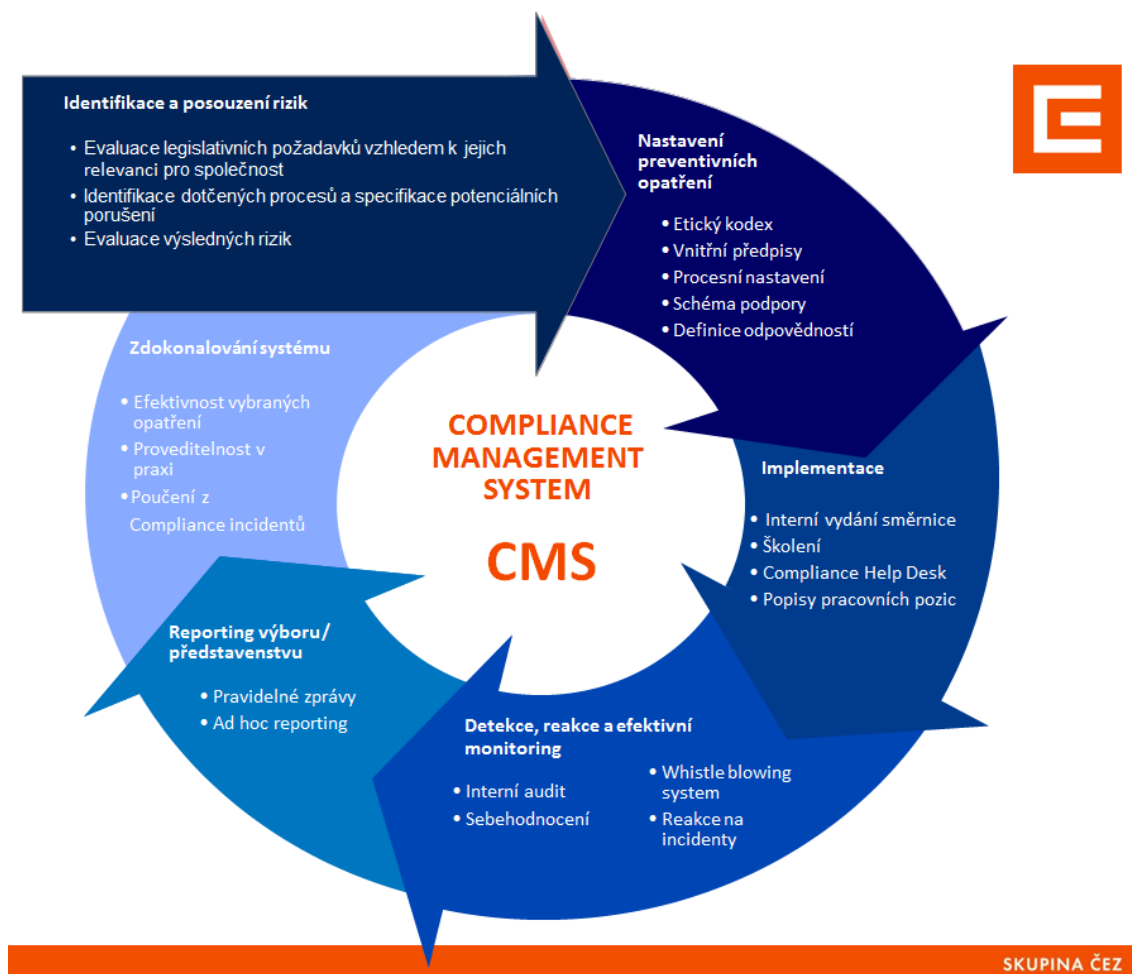 Identifikace a posouzení rizik
• Evaluace legislativních požadavků vzhledem k jejich
relevanci pro společnost
• Identifikace dotčených procesů a specifikace potenciálních
porušení
• Evaluace výsledných rizik
Nastavení
preventivních
opatření
• Etický kodex
• Vnitřní předpisy
• Procesní nastavení
• Schéma podpory
• Definice odpovědností
Implementace
• Interní vydání směrnice
• Školení
• Compliance Help Desk
• Popisy pracovních pozic
Detekce, reakce a efektivní
monitoring
• Interní audit
• Sebehodnocení
• Whistle blowing
system
• Reakce na
incidenty
Reporting výboru/
představenstvu
• Pravidelné zprávy
• Ad hoc reporting
Zdokonalování systému
• Efektivnost vybraných
opatření
• Proveditelnost v
praxi
• Poučení z
Compliance incidentů
COMPLIANCE
MANAGEMENT
SYSTEM
CMS
SKUPINA ČEZ